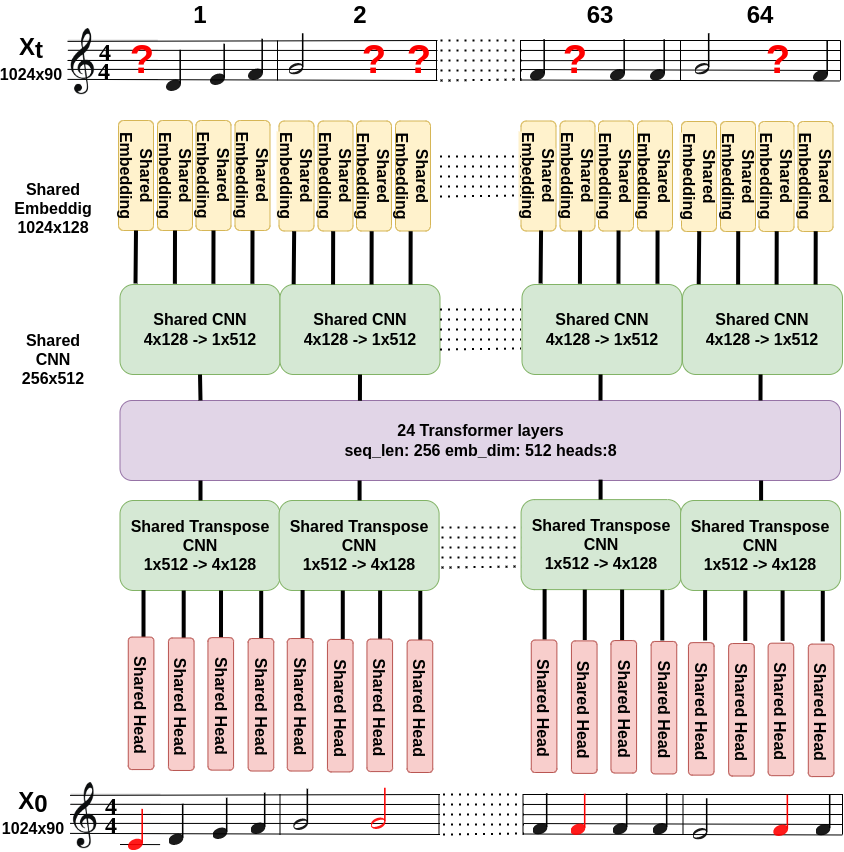 1 2 63 64
Xt
1024x90
4
4
? ? ? ? ?
Shared Embedding Shared Embedding Shared Embedding Shared Embedding Shared Embedding Shared Embedding Shared Embedding Shared Embedding Shared Embedding Shared Embedding Shared Embedding Shared Embedding Shared Embedding Shared Embedding Shared Embedding Shared Embedding
Shared
Embeddig
1024x128
Shared CNN Shared CNN Shared CNN Shared CNN
4x128 -> 1x512 4x128 -> 1x512 4x128 -> 1x512 4x128 -> 1x512
Shared
CNN
256x512
24 Transformer layers
seq_len: 256 emb_dim: 512 heads:8
Shared Transpose Shared Transpose Shared Transpose Shared Transpose
CNN CNN CNN CNN
1x512 -> 4x128 1x512 -> 4x128 1x512 -> 4x128 1x512 -> 4x128
Shared Head Shared Head Shared Head Shared Head Shared Head Shared Head Shared Head Shared Head Shared Head Shared Head Shared Head Shared Head Shared Head Shared Head Shared Head Shared Head
X0
1024x90
4
4